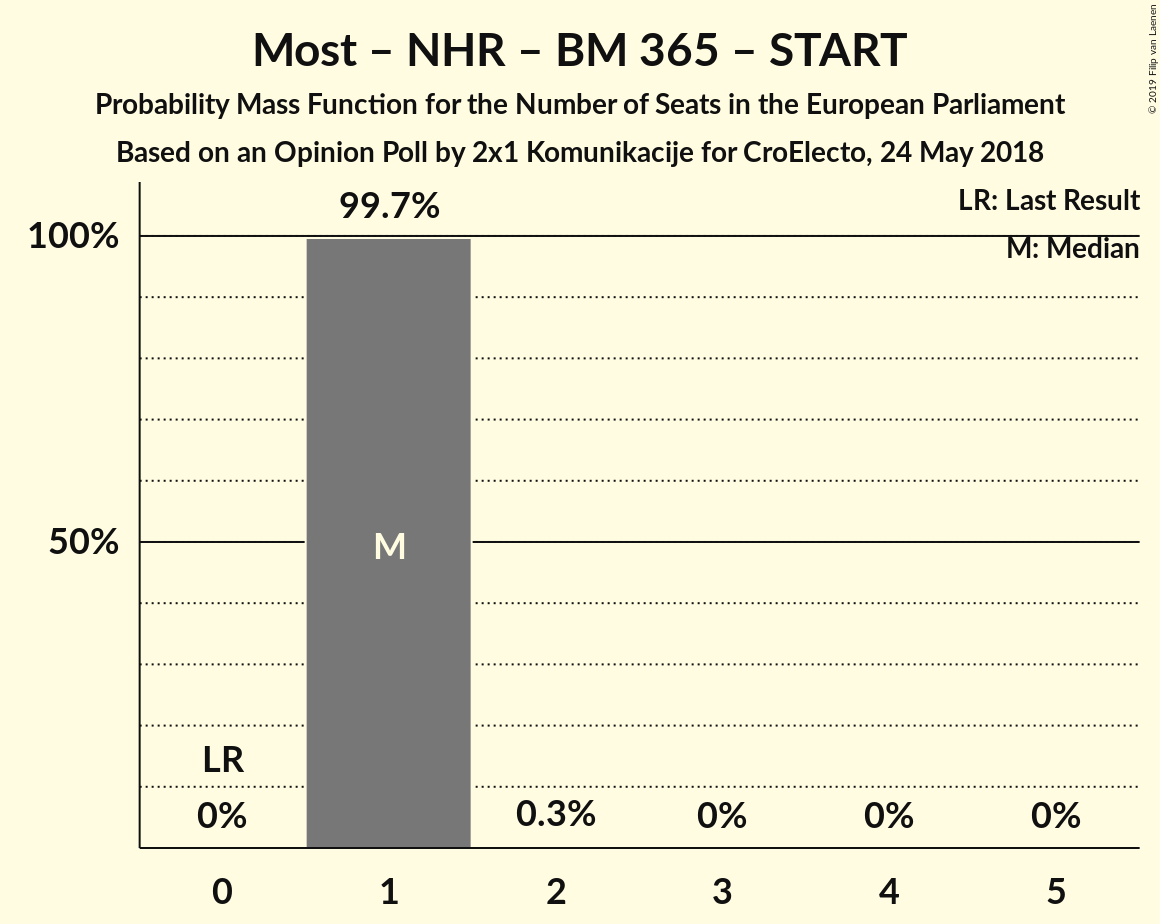 Most – NHR – BM 365 – START
Probability Mass Function for the Number of Seats in the European Parliament
Based on an Opinion Poll by 2x1 Komunikacije for CroElecto, 24 May 2018
© 2019 Filip van Laenen
LR: Last Result
M: Median
99.7%
100%
50%
M
LR
0%
0.3%
0%
0%
0%
0 1 2 3 4 5